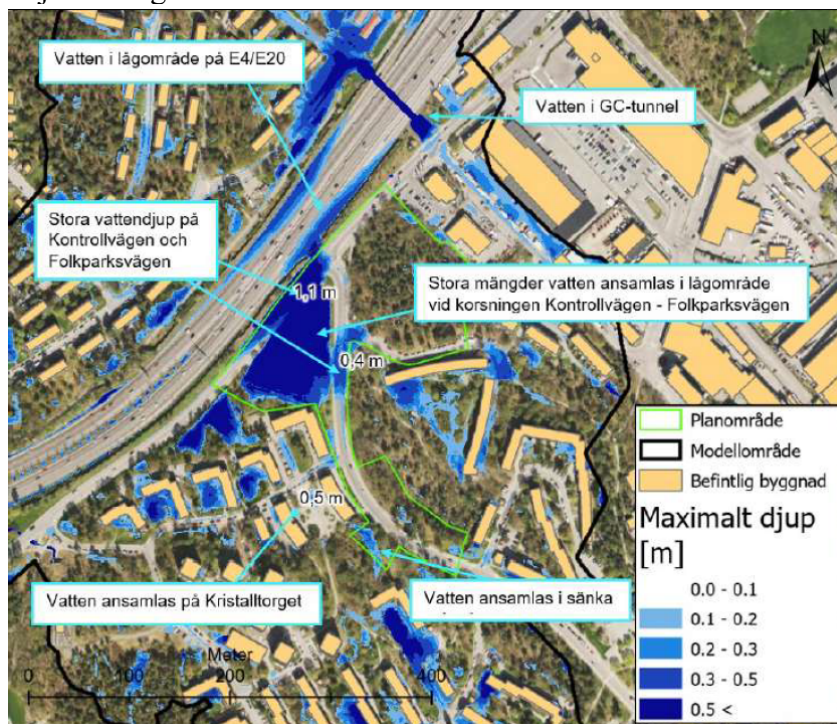 Vatten i lågområde på E4/E20
N
Vatten i GC-tunnel
Stora vattendjup på
Kontrollvägen och
Folkparksvägen
1,1 m
Stora mängder vatten ansamlas i lågområde
vid korsningen Kontrollvägen - Folkparksvägen
0,4 m
0,5 m
Vatten ansamlas på Kristalltorget
Vatten ansamlas i sänka
Planområde
Modellområde
Befintlig byggnad
Maximalt djup
[m]
0.0 - 0.1
0.1 - 0.2
0.2 - 0.3
0.3 - 0.5
0.5 <
Meter
0
100
200
400